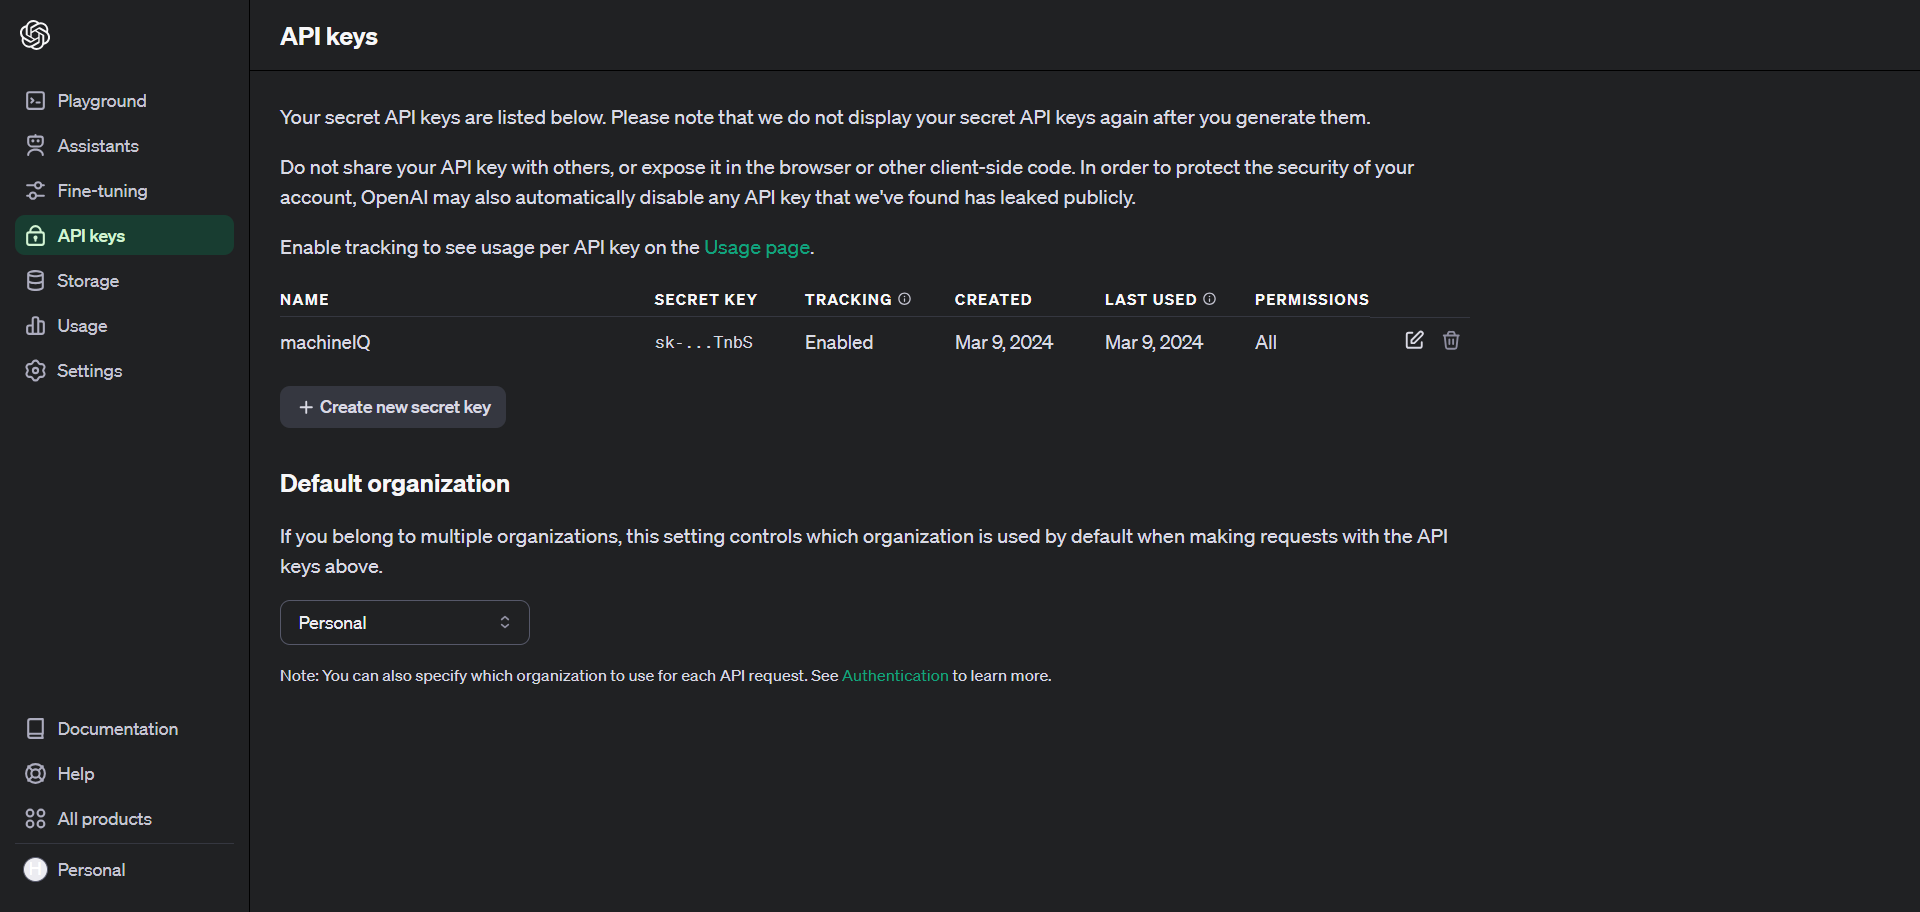 API keys
Playground
Assistants
Fine-tuning
API keys
Storage
Usage
Settings
Your secret API keys are listed below. Please note that we do not display your secret API keys again after you generate them.
Do not share your API key with others, or expose it in the browser or other client-side code. In order to protect the security of your
account, OpenAI may also automatically disable any API key that we've found has leaked publicly.
Enable tracking to see usage per API key on the Usage page.
NAME SECRET KEY TRACKING CREATED LAST USED PERMISSIONS
machineIQ sk-...TnbS Enabled Mar 9, 2024 Mar 9, 2024 All
+ Create new secret key
Default organization
If you belong to multiple organizations, this setting controls which organization is used by default when making requests with the API
keys above.
Personal
Note: You can also specify which organization to use for each API request. See Authentication to learn more.
Documentation
Help
All products
Personal